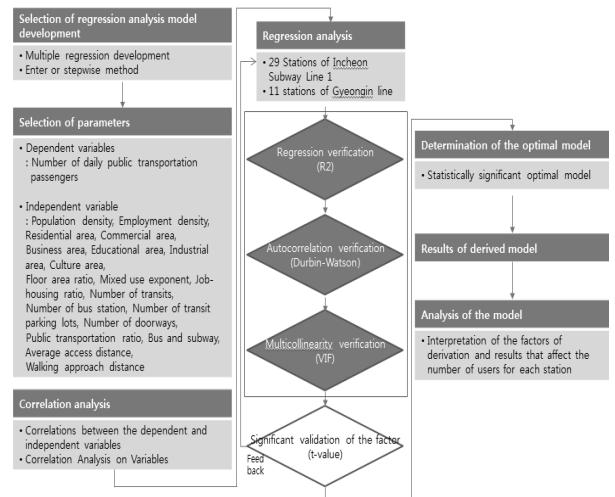 Selection of regression analysis model
development
• Multiple regression development
• Enter or stepwise method
Selection of parameters
• Dependent variables
: Number of daily public transportation
passengers
• Independent variable
: Population density, Employment density,
Residential area, Commercial area,
Business area, Educational area, Industrial
area, Culture area,
Floor area ratio, Mixed use exponent, Job-
housing ratio, Number of transits,
Number of bus station, Number of transit
parking lots, Number of doorways,
Public transportation ratio, Bus and subway,
Average access distance,
Walking approach distance
Correlation analysis
• Correlations between the dependent and
independent variables
• Correlation Analysis on Variables
Regression analysis
• 29 Stations of Incheon
Subway Line 1
• 11 stations of Gyeongin line
Regression verification
(R2)
Autocorrelation verification
(Durbin-Watson)
Multicollinearity verification
(VIF)
Significant validation of the factor
(t-value)
Feed
back
Determination of the optimal model
• Statistically significant optimal model
Results of derived model
Analysis of the model
• Interpretation of the factors of
derivation and results that affect the
number of users for each station